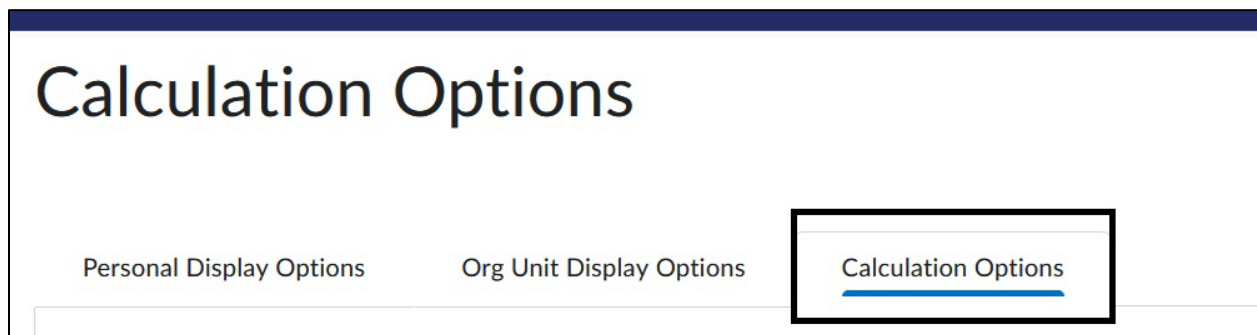 Calculation Options
Personal Display Options Org Unit Display Options Calculation Options